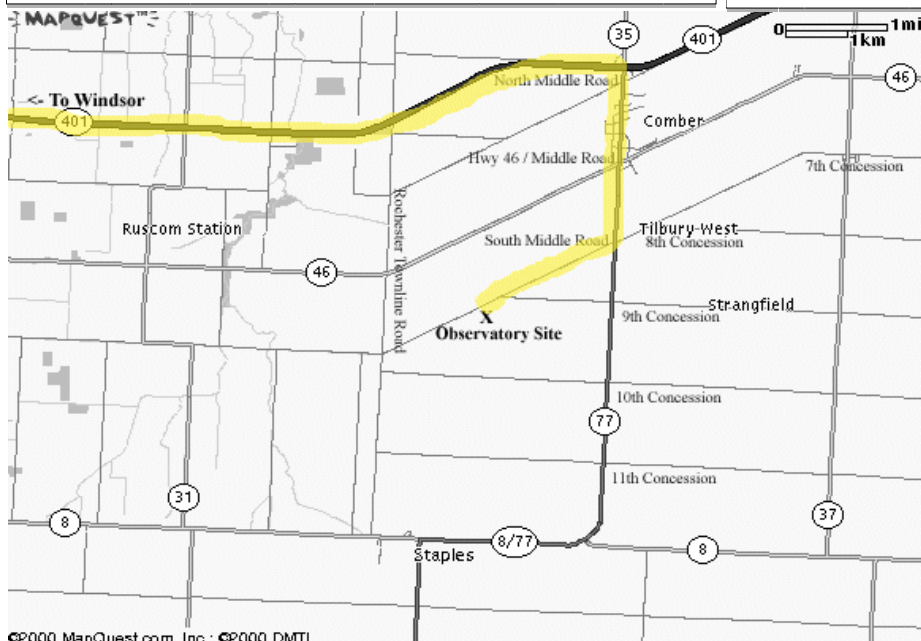 MAPQUEST™
35
401
0 1mi
1km
North Middle Road
46
<- To Windsor
401
Comber
Hwy 46 / Middle Road
7th Concession
Rochester Townline Road
Ruscom Station
Tilbury West
South Middle Road
8th Concession
46
Strangfield
X
9th Concession
Observatory Site
10th Concession
77
11th Concession
31
37
8
8/77
8
Staples
©2000 MapQuest.com, Inc.; ©2000 DMTI